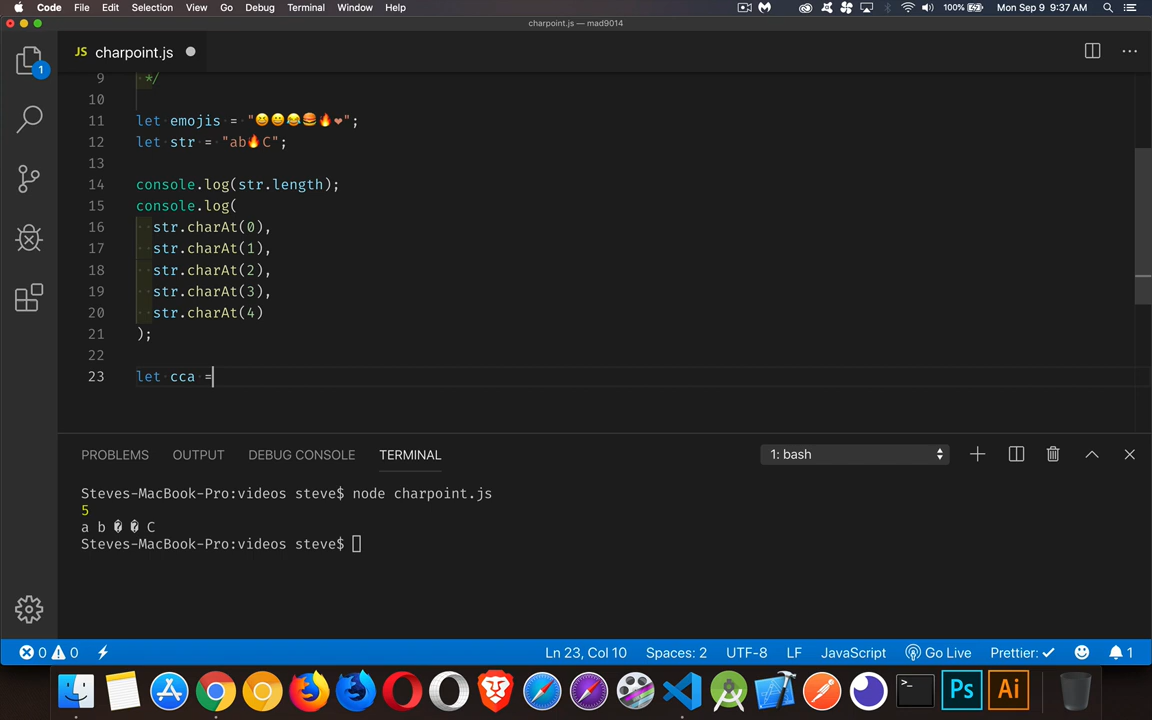 Code File Edit Selection View Go Debug Terminal Window Help 100% Mon Sep 9 9:37 AM
charpoint.js — mad9014
JS charpoint.js
1
9 */
10
11 let emojis = "😆😀😂🍔🔥❤";
12 let str = "ab🔥C";
13
14 console.log(str.length);
15 console.log(
16 str.charAt(0),
17 str.charAt(1),
18 str.charAt(2),
19 str.charAt(3),
20 str.charAt(4)
21 );
22
23 let cca =
PROBLEMS OUTPUT DEBUG CONSOLE TERMINAL 1: bash
Steves-MacBook-Pro:videos steve$ node charpoint.js
5
a b � � C
Steves-MacBook-Pro:videos steve$
0 0 Ln 23, Col 10 Spaces: 2 UTF-8 LF JavaScript Go Live Prettier: ✓ 1
>_ Ps Ai